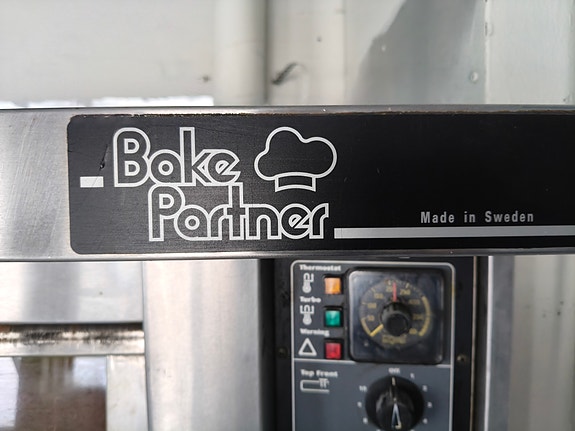 Bake
Partner
Made in Sweden
Thermostat
Turbo
Warning
Top Front